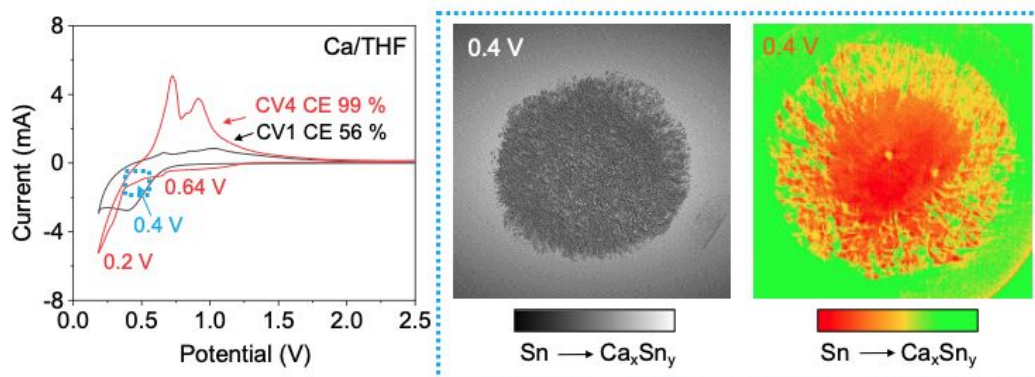 Ca/THF
CV4 CE 99 %
CV1 CE 56 %
0.64 V
0.4 V
0.2 V
8
4
0
-4
-8
Current (mA)
0.0 0.5 1.0 1.5 2.0 2.5
Potential (V)
0.4 V
Sn → CaxSny
0.4 V
Sn → CaxSny